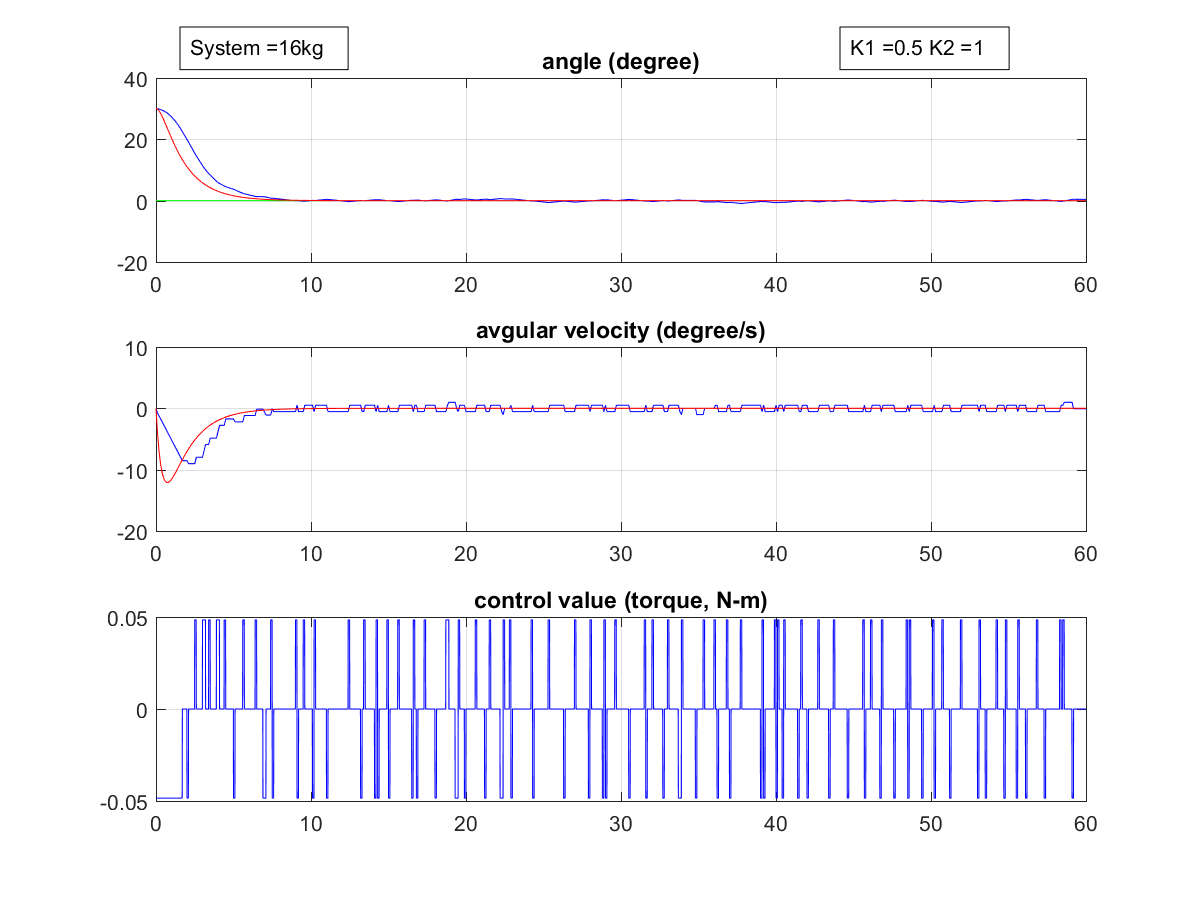 System =16kg
K1 =0.5 K2 =1
angle (degree)
40
20
0
-20
0 10 20 30 40 50 60
avgular velocity (degree/s)
10
0
-10
-20
0 10 20 30 40 50 60
control value (torque, N-m)
0.05
0
-0.05
0 10 20 30 40 50 60